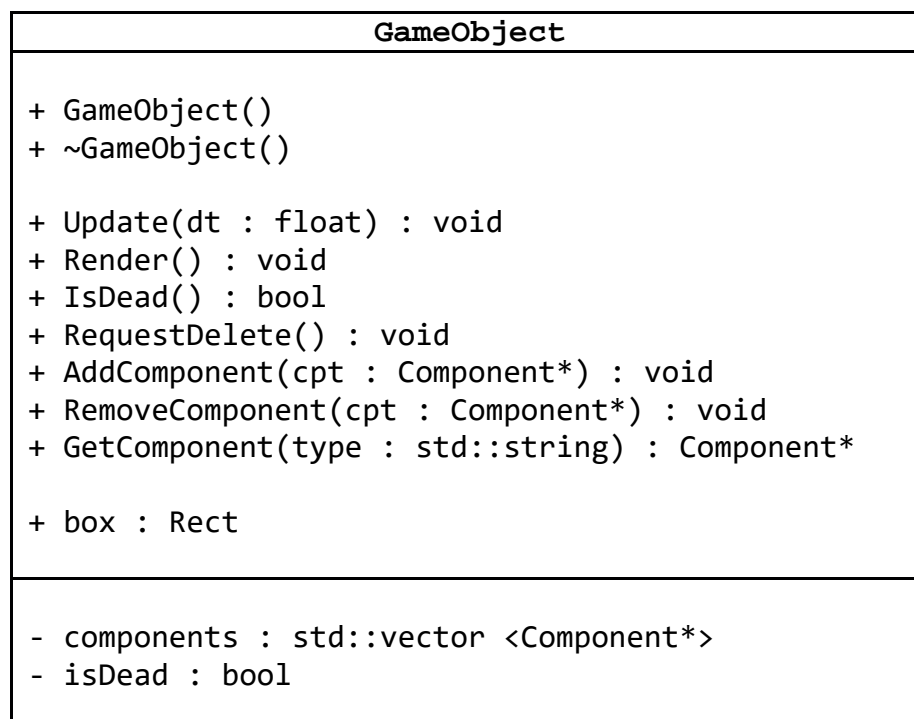 GameObject
+ GameObject()
+ ~GameObject()
+ Update(dt : float) : void
+ Render() : void
+ IsDead() : bool
+ RequestDelete() : void
+ AddComponent(cpt : Component*) : void
+ RemoveComponent(cpt : Component*) : void
+ GetComponent(type : std::string) : Component*
+ box : Rect
- components : std::vector <Component*>
- isDead : bool